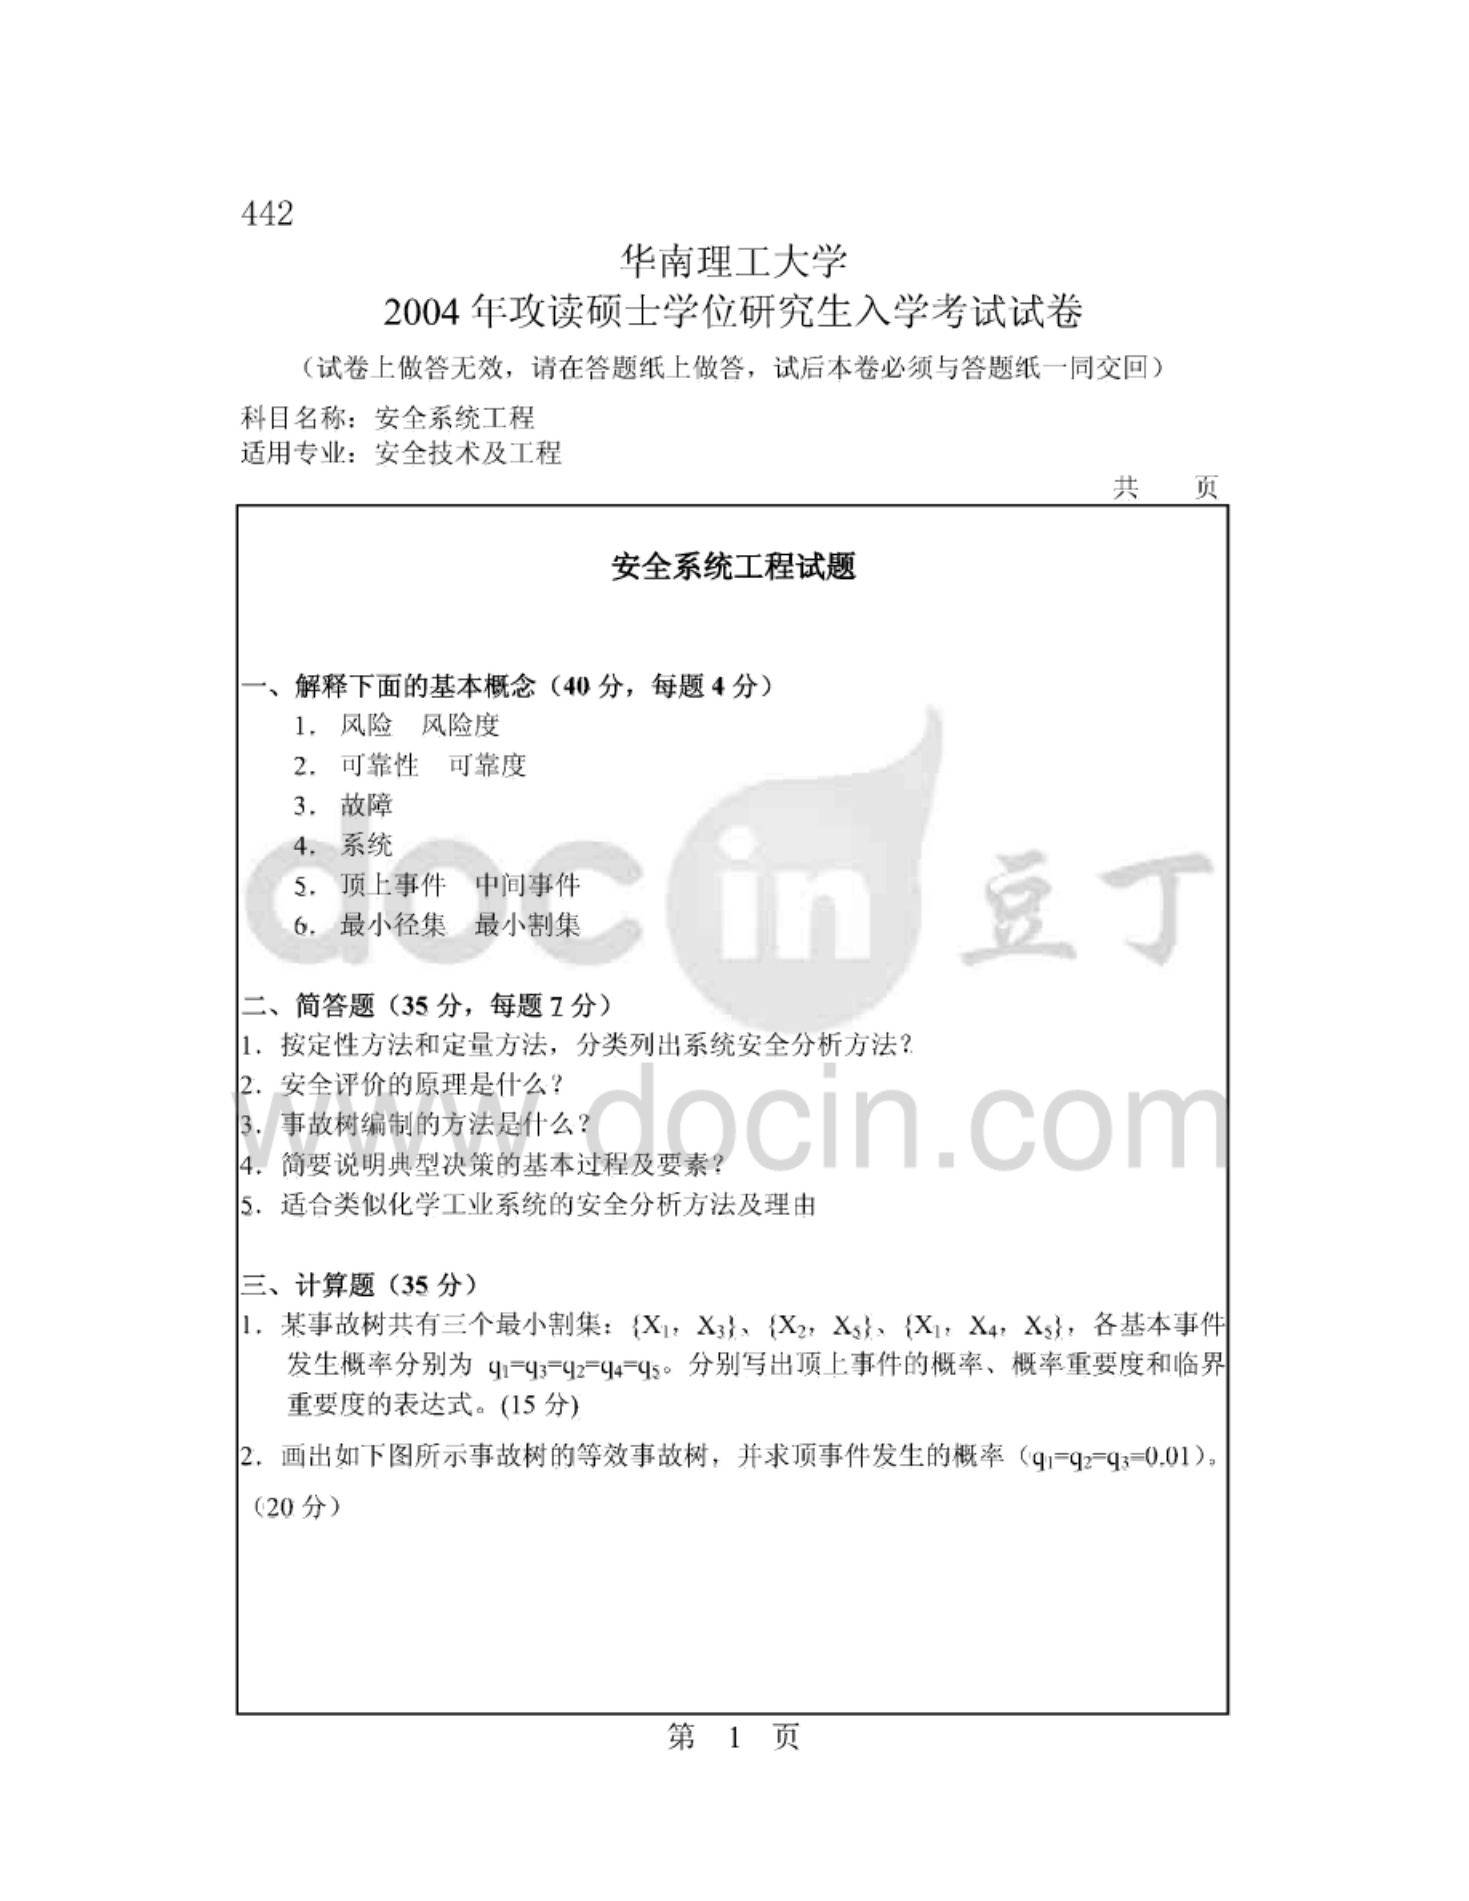 442
华南理工大学
2004 年攻读硕士学位研究生入学考试试卷
（试卷上做答无效，请在答题纸上做答，试后本卷必须与答题纸一同交回）
科目名称：安全系统工程
适用专业：安全技术及工程
共 页
安全系统工程试题
一、解释下面的基本概念（40 分，每题 4 分）
1． 风险 风险度
2． 可靠性 可靠度
3． 故障
4． 系统
5． 顶上事件 中间事件
6． 最小径集 最小割集
docin 豆丁
二、简答题（35 分，每题 7 分）
1．按定性方法和定量方法，分类列出系统安全分析方法？
2．安全评价的原理是什么？
3．事故树编制的方法是什么？
www.docin.com
4．简要说明典型决策的基本过程及要素？
5．适合类似化学工业系统的安全分析方法及理由
三、计算题（35 分）
1．某事故树共有三个最小割集：{X₁，X₃}、{X₂，X₅}、{X₁，X₄，X₅}，各基本事件
发生概率分别为 q₁=q₃=q₂=q₄=q₅。分别写出顶上事件的概率、概率重要度和临界
重要度的表达式。(15 分)
2．画出如下图所示事故树的等效事故树，并求顶事件发生的概率（q₁=q₂=q₃=0.01）。
（20 分）
第 1 页